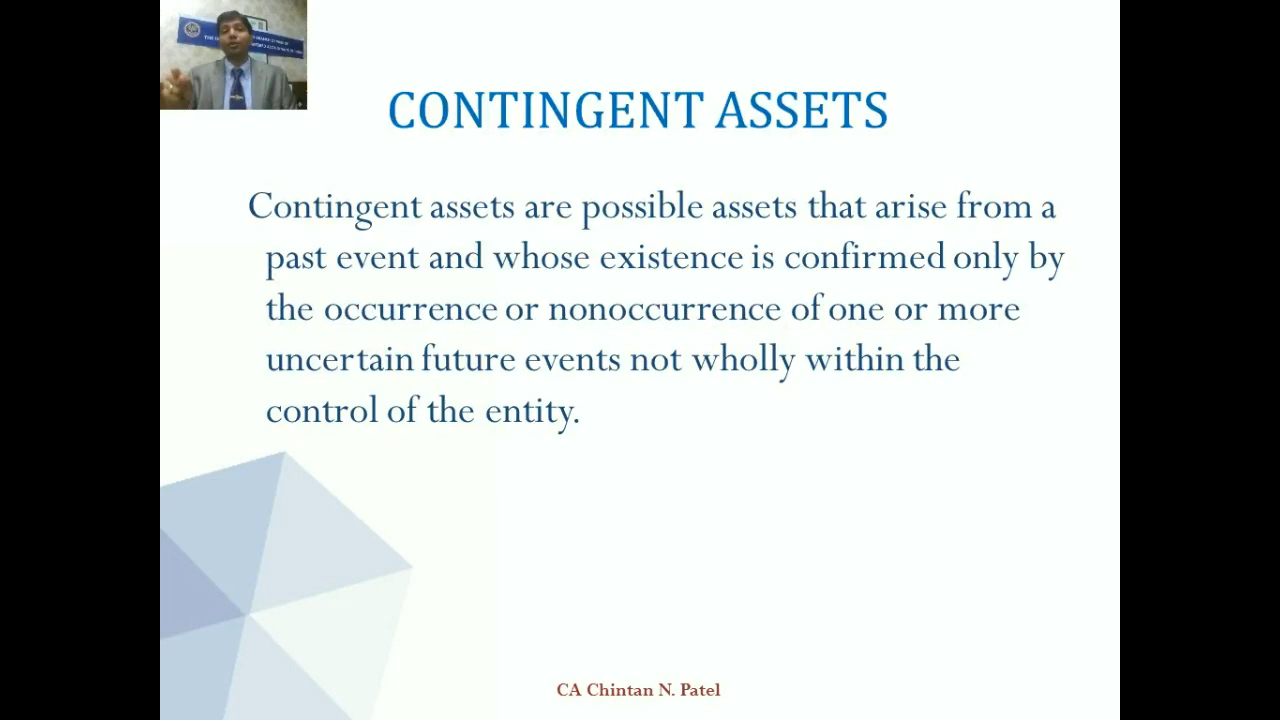 CONTINGENT ASSETS
Contingent assets are possible assets that arise from a
past event and whose existence is confirmed only by
the occurrence or nonoccurrence of one or more
uncertain future events not wholly within the
control of the entity.
CA Chintan N. Patel